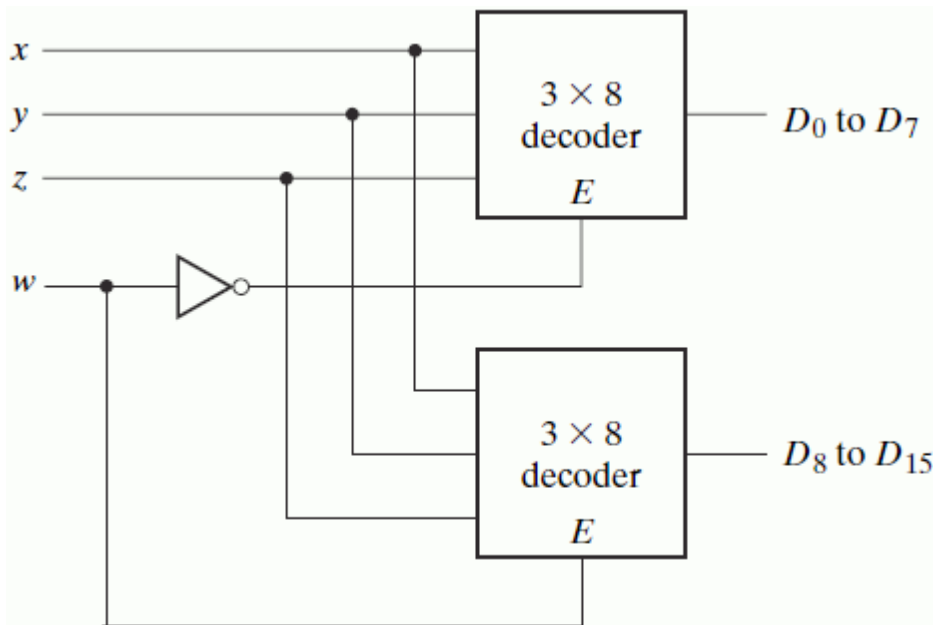 x
y
z
w
3 × 8
decoder
E
D₀ to D₇
3 × 8
decoder
E
D₈ to D₁₅